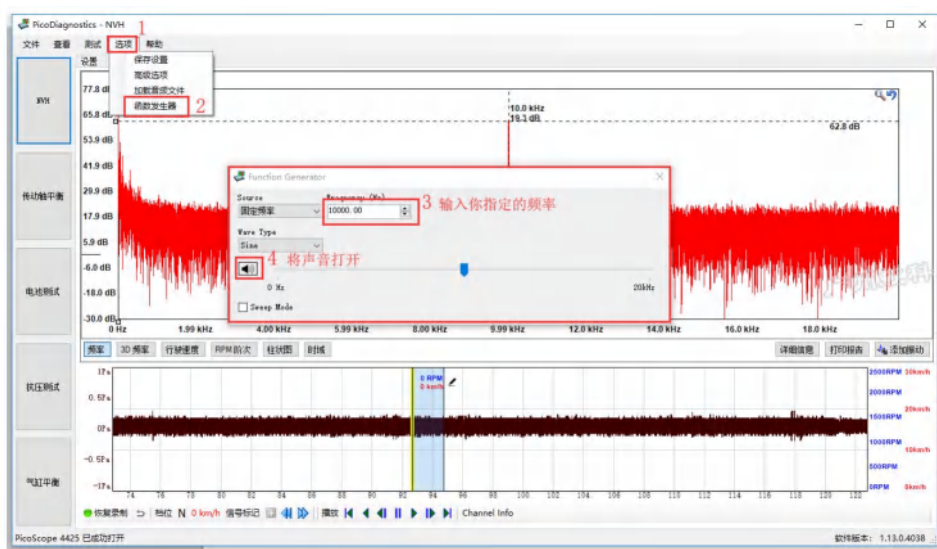 PicoDiagnostics - NVH
1
文件 查看 测试 选项 帮助
设置
保存设置
高级选项
加载音频文件
函数发生器 2
NVH
传动轴平衡
电池测试
抗压测试
气缸平衡
77.8 dB
65.8 dB
53.9 dB
41.9 dB
29.9 dB
17.9 dB
5.9 dB
-6.0 dB
-18.0 dB
-30.0 dB
10.0 kHz
19.3 dB
62.8 dB
Function Generator
Source Frequency (Hz)
固定频率 10000.00
3 输入你指定的频率
Wave Type
Sine
4 将声音打开
0 Hz 20kHz
Sweep Mode
0 Hz 1.99 kHz 4.00 kHz 5.99 kHz 8.00 kHz 9.99 kHz 12.0 kHz 14.0 kHz 16.0 kHz 18.0 kHz
频率 3D 频率 行驶速度 RPM阶次 柱状图 时域 详细信息 打印报告 添加振动
0 RPM
0 km/h
2500RPM 30km/h
2000RPM
20km/h
1500RPM
1000RPM
10km/h
500RPM
0RPM 0km/h
74 76 78 80 82 84 86 88 90 92 94 96 98 100 102 104 106 108 110 112 114 116 118 120 122
恢复录制 档位 N 0 km/h 信号标记 播放 Channel Info
PicoScope 4425 已成功打开 软件版本: 1.13.0.4038